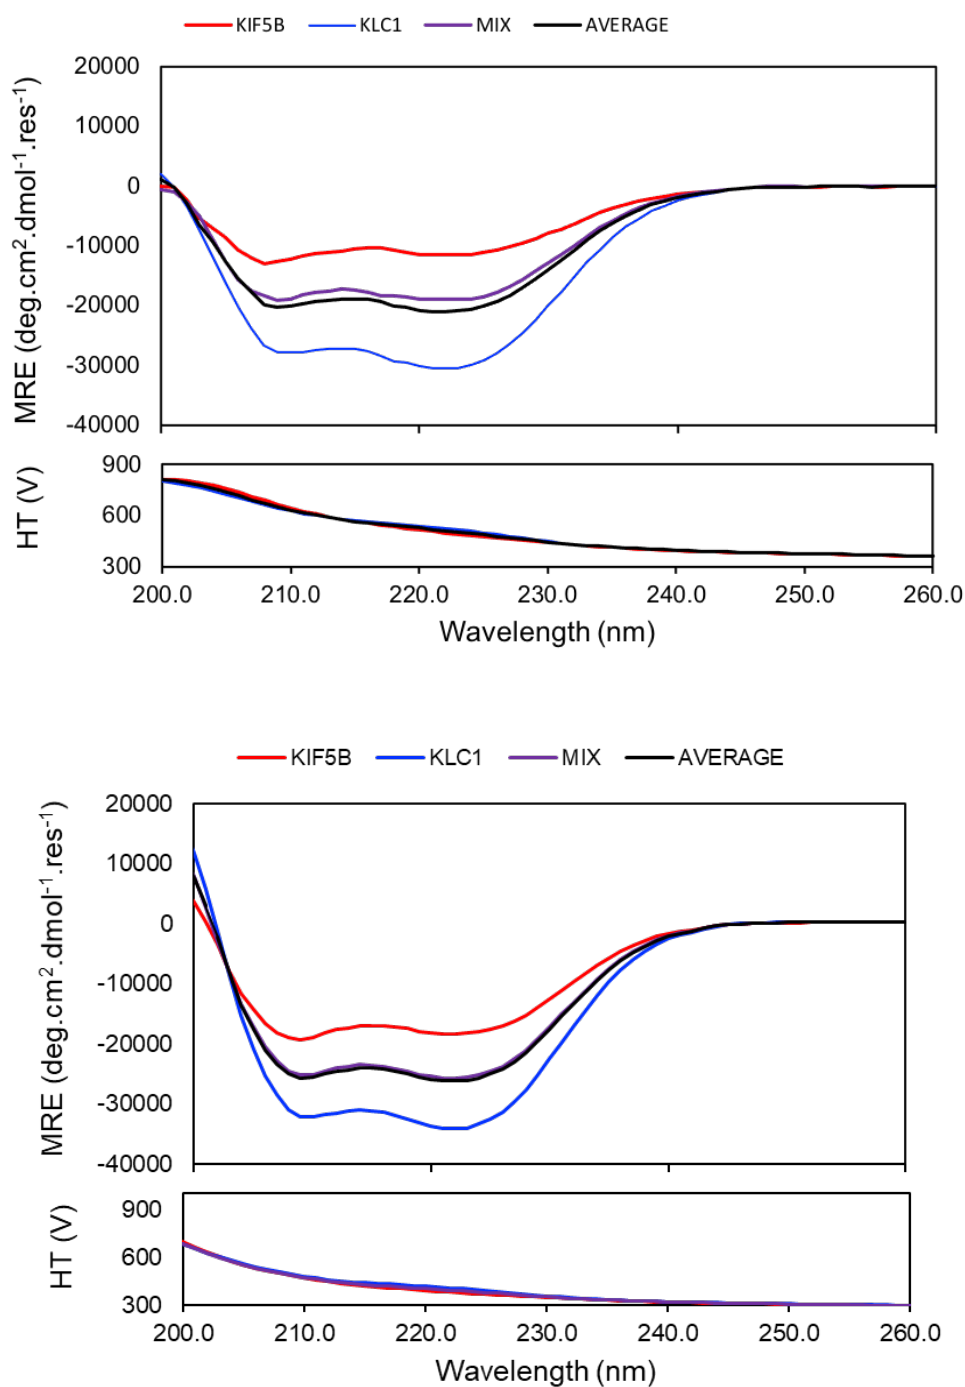 KIF5B KLC1 MIX AVERAGE
20000
10000
0
-10000
-20000
-30000
-40000
MRE (deg.cm².dmol⁻¹.res⁻¹)
900
600
300
HT (V)
200.0 210.0 220.0 230.0 240.0 250.0 260.0
Wavelength (nm)
KIF5B KLC1 MIX AVERAGE
20000
10000
0
-10000
-20000
-30000
-40000
MRE (deg.cm².dmol⁻¹.res⁻¹)
900
600
300
HT (V)
200.0 210.0 220.0 230.0 240.0 250.0 260.0
Wavelength (nm)